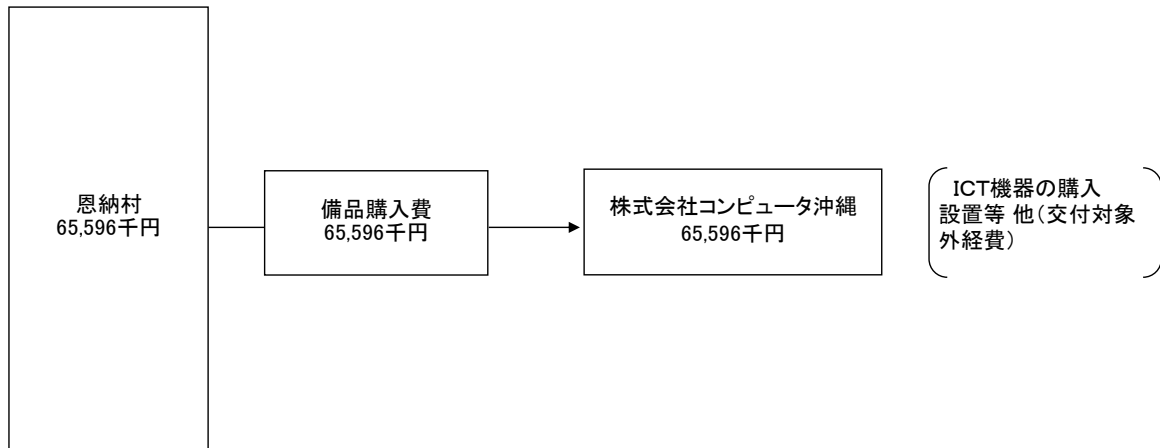 恩納村
65,596千円
備品購入費
65,596千円
株式会社コンピュータ沖縄
65,596千円
ICT機器の購入
設置等 他(交付対象
外経費)